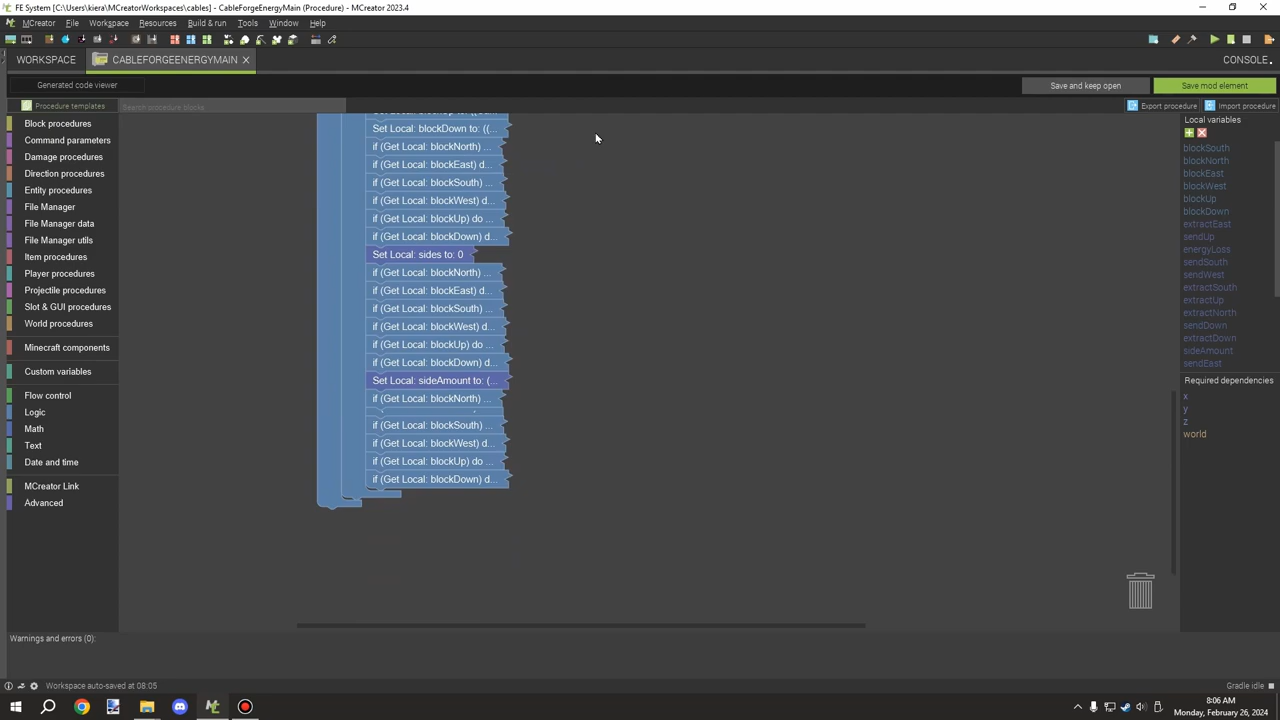 FE System [C:\Users\kiera\MCreatorWorkspaces\cables] - CableForgeEnergyMain (Procedure) - MCreator 2023.4
MCreator File Workspace Resources Build & run Tools Window Help
WORKSPACE CABLEFORGEENERGYMAIN × CONSOLE
Generated code viewer Save and keep open Save mod element
Procedure templates Search procedure blocks Export procedure Import procedure
Block procedures
Command parameters
Damage procedures
Direction procedures
Entity procedures
File Manager
File Manager data
File Manager utils
Item procedures
Player procedures
Projectile procedures
Slot & GUI procedures
World procedures
Minecraft components
Custom variables
Flow control
Logic
Math
Text
Date and time
MCreator Link
Advanced
Set Local: blockDown to: ((...
if (Get Local: blockNorth) ...
if (Get Local: blockEast) d...
if (Get Local: blockSouth) ...
if (Get Local: blockWest) d...
if (Get Local: blockUp) do ...
if (Get Local: blockDown) d...
Set Local: sides to: 0
if (Get Local: blockNorth) ...
if (Get Local: blockEast) d...
if (Get Local: blockSouth) ...
if (Get Local: blockWest) d...
if (Get Local: blockUp) do ...
if (Get Local: blockDown) d...
Set Local: sideAmount to: (...
if (Get Local: blockNorth) ...
if (Get Local: blockSouth) ...
if (Get Local: blockWest) d...
if (Get Local: blockUp) do ...
if (Get Local: blockDown) d...
Local variables
blockSouth
blockNorth
blockEast
blockWest
blockUp
blockDown
extractEast
sendUp
energyLoss
sendSouth
sendWest
extractSouth
extractUp
extractNorth
sendDown
extractDown
sideAmount
sendEast
Required dependencies
x
y
z
world
Warnings and errors (0):
Workspace auto-saved at 08:05 Gradle idle
8:06 AM
Monday, February 26, 2024